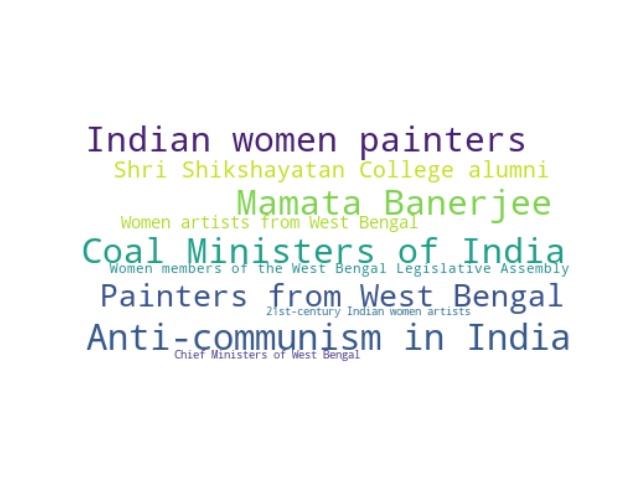 Indian women painters
Shri Shikshayatan College alumni
Mamata Banerjee
Women artists from West Bengal
Coal Ministers of India
Women members of the West Bengal Legislative Assembly
Painters from West Bengal
21st-century Indian women artists
Anti-communism in India
Chief Ministers of West Bengal